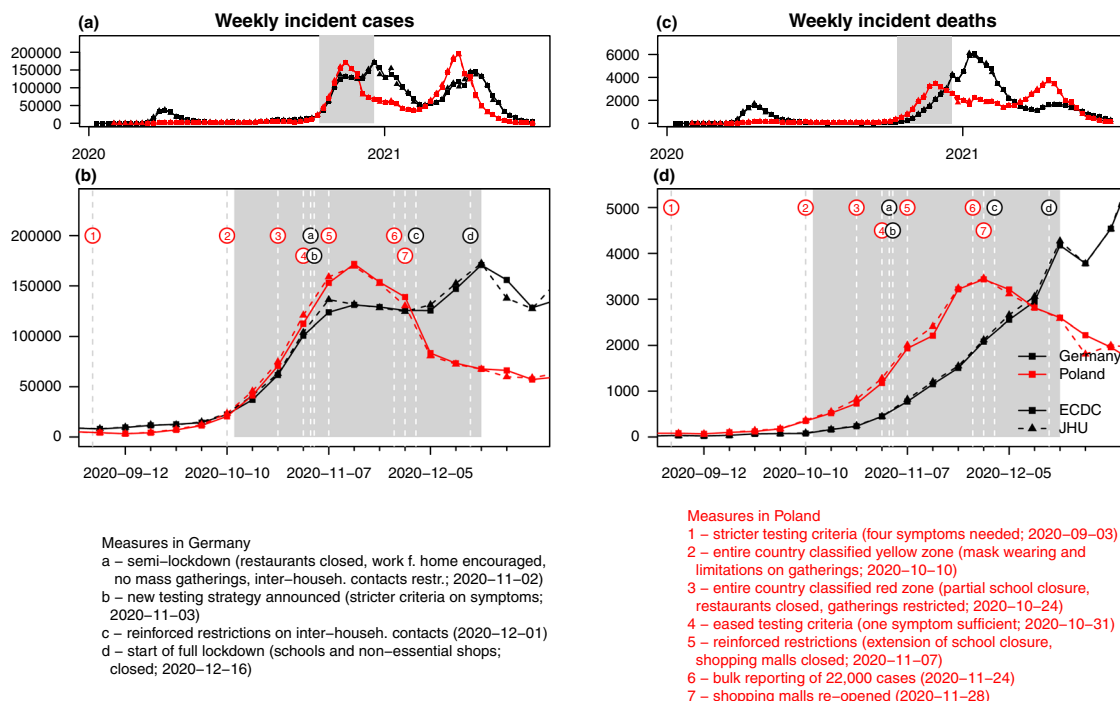 (a)
Weekly incident cases
200000
150000
100000
50000
0
2020
2021
(b)
200000
150000
100000
50000
0
1
2
3
a
5
6
c
d
4
b
7
2020−09−12
2020−10−10
2020−11−07
2020−12−05
Measures in Germany
a − semi−lockdown (restaurants closed, work f. home encouraged,
no mass gatherings, inter−househ. contacts restr.; 2020−11−02)
b − new testing strategy announced (stricter criteria on symptoms;
2020−11−03)
c − reinforced restrictions on inter−househ. contacts (2020−12−01)
d − start of full lockdown (schools and non−essential shops;
closed; 2020−12−16)
(c)
Weekly incident deaths
6000
4000
2000
0
2020
2021
(d)
5000
4000
3000
2000
1000
0
1
2
3
a
5
6
c
d
4
b
7
Germany
Poland
ECDC
JHU
2020−09−12
2020−10−10
2020−11−07
2020−12−05
Measures in Poland
1 − stricter testing criteria (four symptoms needed; 2020−09−03)
2 − entire country classified yellow zone (mask wearing and
limitations on gatherings; 2020−10−10)
3 − entire country classified red zone (partial school closure,
restaurants closed, gatherings restricted; 2020−10−24)
4 − eased testing criteria (one symptom sufficient; 2020−10−31)
5 − reinforced restrictions (extension of school closure,
shopping malls closed; 2020−11−07)
6 − bulk reporting of 22,000 cases (2020−11−24)
7 − shopping malls re−opened (2020−11−28)